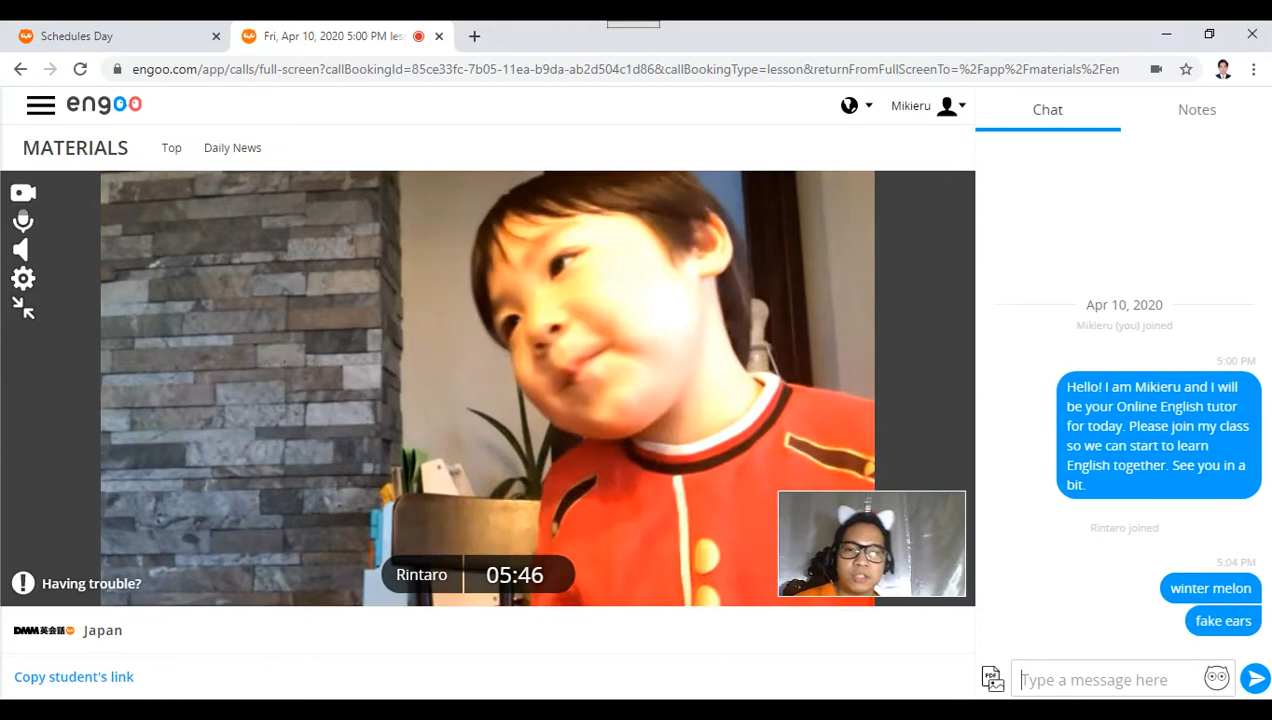 Schedules Day
Fri, Apr 10, 2020 5:00 PM les
engoo.com/app/calls/full-screen?callBookingId=85ce33fc-7b05-11ea-b9da-ab2d504c1d86&callBookingType=lesson&returnFromFullScreenTo=%2Fapp%2Fmaterials%2Fen
engoo
Mikieru
Chat
Notes
MATERIALS
Top
Daily News
Apr 10, 2020
Mikieru (you) joined
5:00 PM
Hello! I am Mikieru and I will
be your Online English tutor
for today. Please join my class
so we can start to learn
English together. See you in a
bit.
Rintaro joined
5:04 PM
winter melon
fake ears
Rintaro
05:46
Having trouble?
DMM英会話
Japan
Copy student's link
PDF
Type a message here